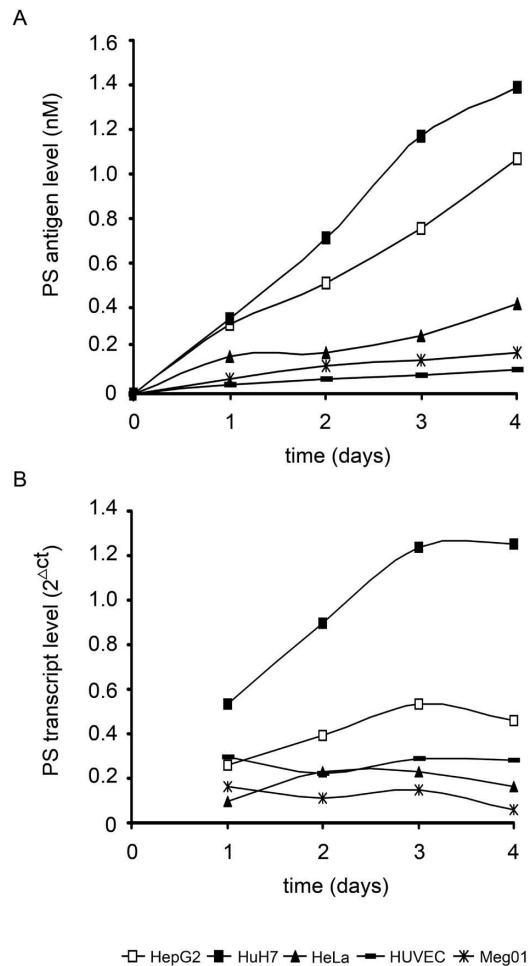 A
1.6
1.4
1.2
1.0
0.8
0.6
0.4
0.2
0
PS antigen level (nM)
0 1 2 3 4
time (days)
B
1.4
1.2
1.0
0.8
0.6
0.4
0.2
0
PS transcript level (2^Δct)
0 1 2 3 4
time (days)
HepG2 HuH7 HeLa HUVEC Meg01